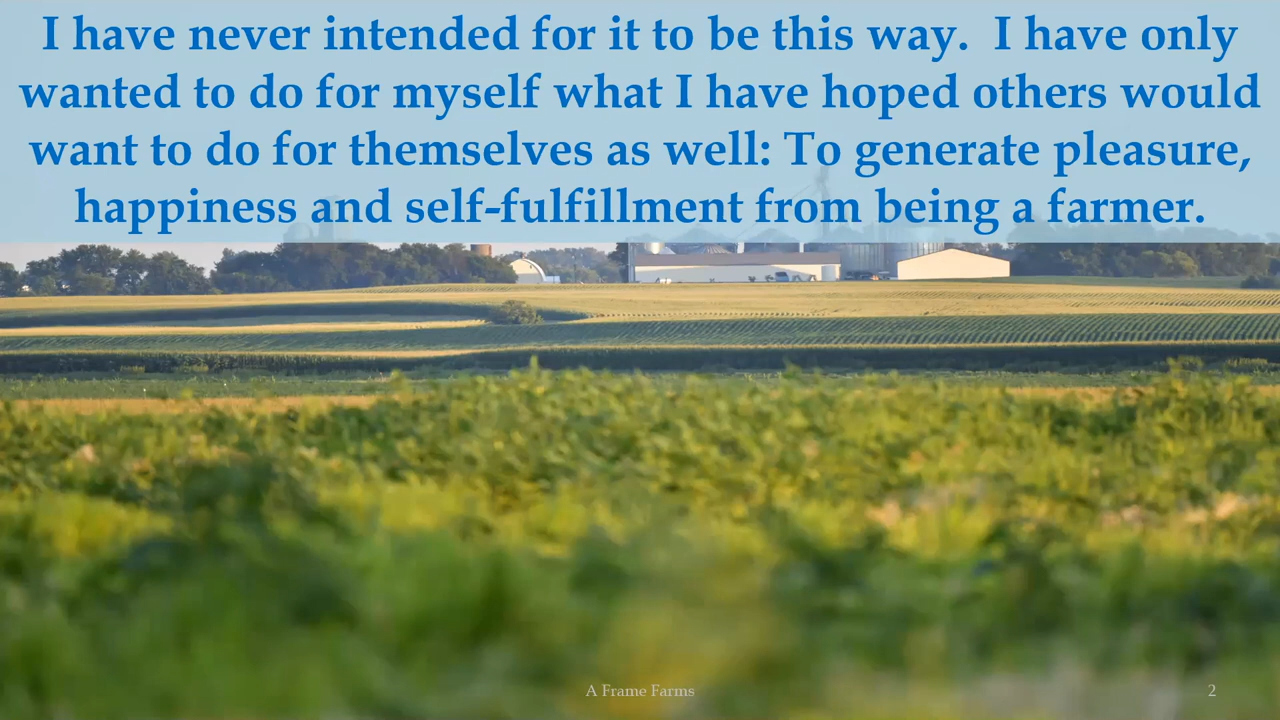 I have never intended for it to be this way.  I have only
wanted to do for myself what I have hoped others would
want to do for themselves as well: To generate pleasure,
happiness and self-fulfillment from being a farmer.
A Frame Farms
2